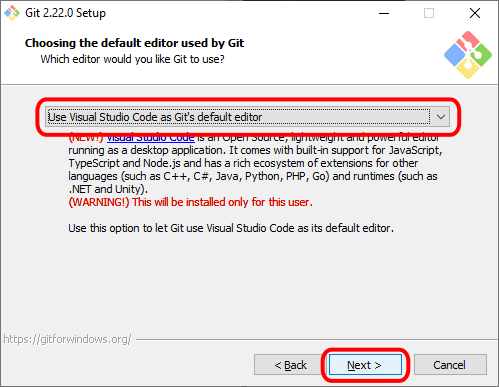 Git 2.22.0 Setup
Choosing the default editor used by Git
Which editor would you like Git to use?
Use Visual Studio Code as Git's default editor
(NEW!) Visual Studio Code is an Open Source, lightweight and powerful editor
running as a desktop application. It comes with built-in support for JavaScript,
TypeScript and Node.js and has a rich ecosystem of extensions for other
languages (such as C++, C#, Java, Python, PHP, Go) and runtimes (such as
.NET and Unity).
(WARNING!) This will be installed only for this user.
Use this option to let Git use Visual Studio Code as its default editor.
https://gitforwindows.org/
< Back
Next >
Cancel